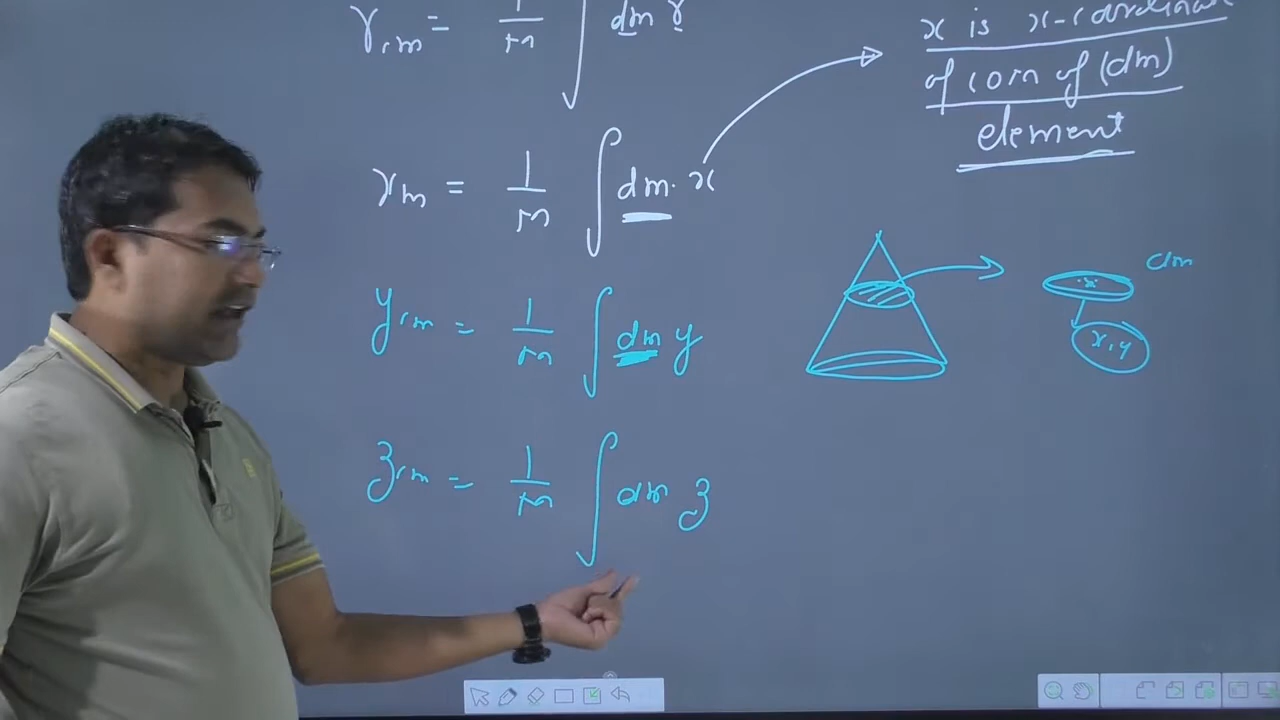 r_cm = 1/m ∫ dm r
x is x-coordinate
of com of (dm)
element
x_m = 1/m ∫ dm. x
y_cm = 1/m ∫ dm y
dm
x, y
z_cm = 1/m ∫ dm z